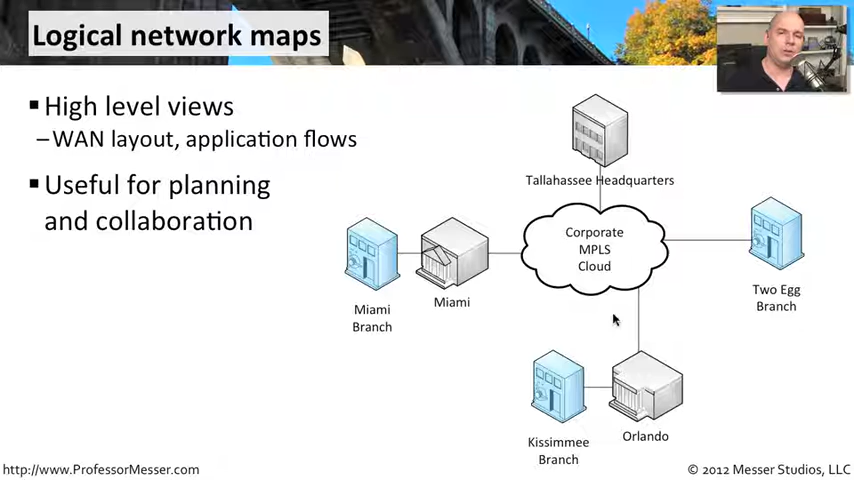 Logical network maps
▪High level views
–WAN layout, application flows
▪Useful for planning
and collaboration
Tallahassee Headquarters
Corporate
MPLS
Cloud
Miami
Branch
Miami
Two Egg
Branch
Kissimmee
Branch
Orlando
http://www.ProfessorMesser.com
© 2012 Messer Studios, LLC